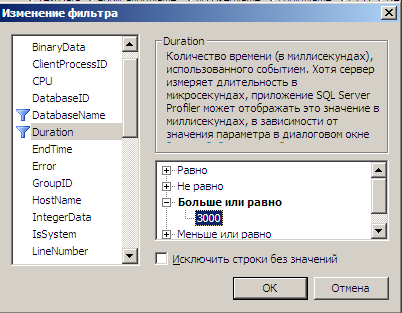 Изменение фильтра
BinaryData
ClientProcessID
CPU
DatabaseID
DatabaseName
Duration
EndTime
Error
GroupID
HostName
IntegerData
IsSystem
LineNumber
Duration
Количество времени (в миллисекундах),
использованного событием. Хотя сервер
измеряет длительность в
микросекундах, приложение SQL Server
Profiler может отображать это значение в
миллисекундах, в зависимости от
значения параметра в диалоговом окне
Равно
Не равно
Больше или равно
3000
Меньше или равно
Исключить строки без значений
OK
Отмена